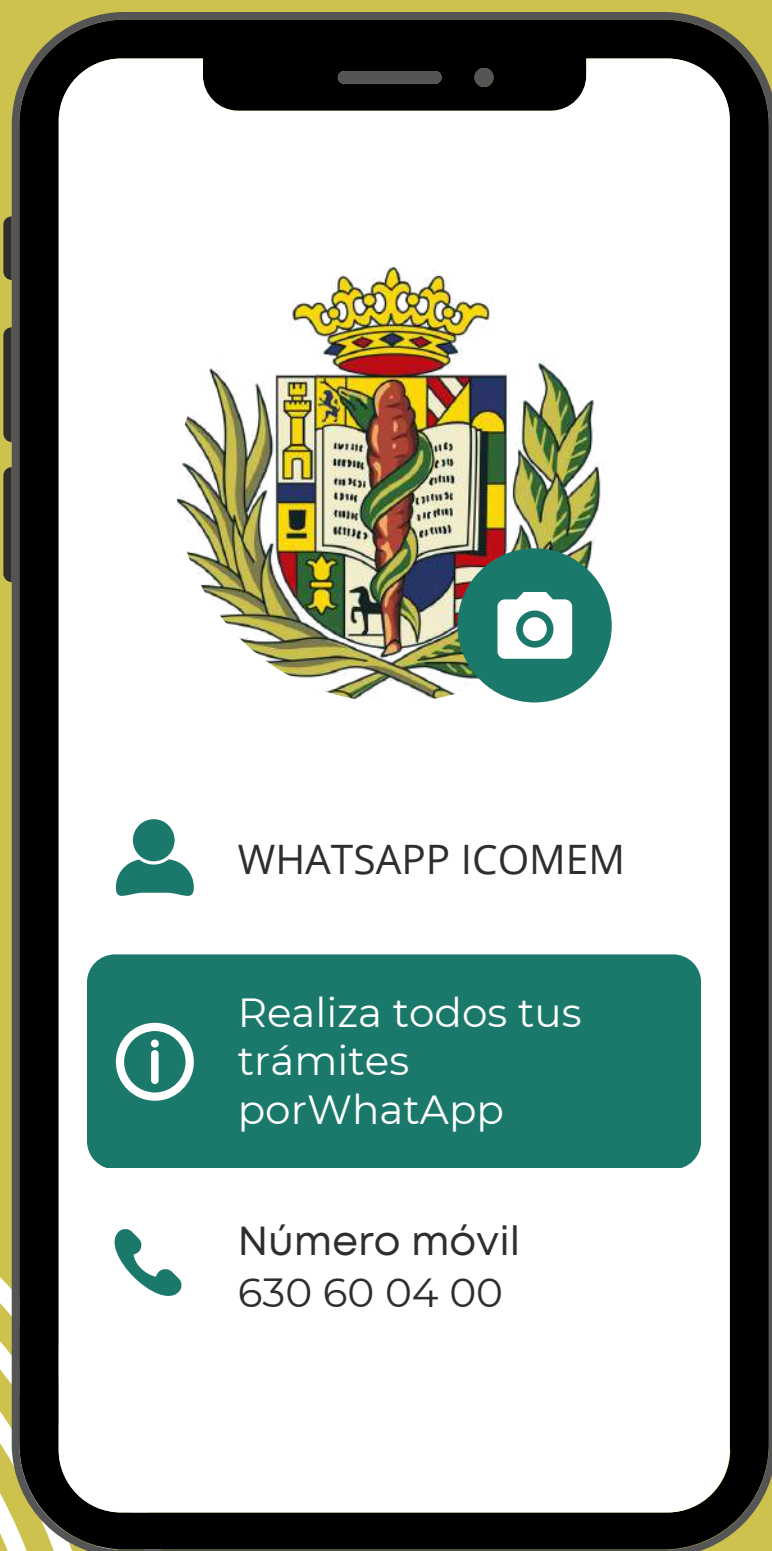 WHATSAPP ICOMEM
Realiza todos tus
trámites
porWhatApp
Número móvil
630 60 04 00